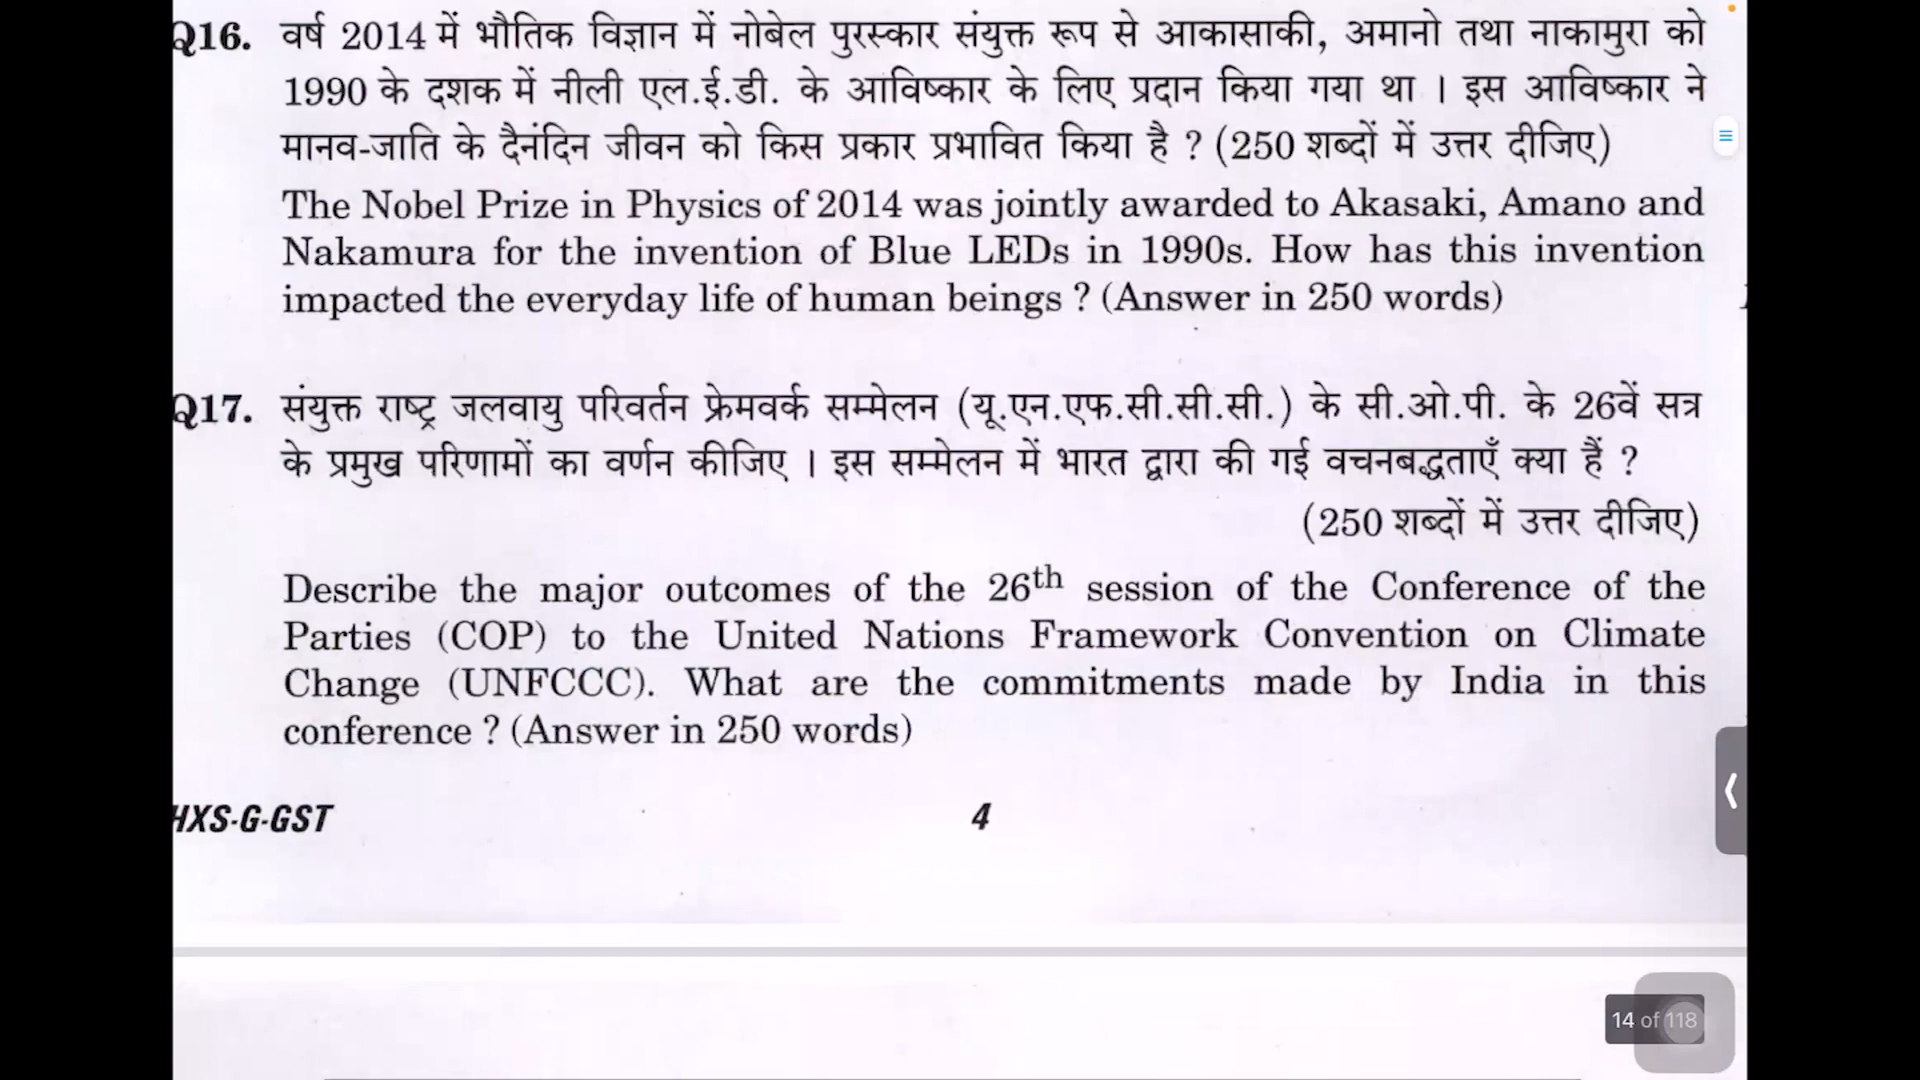 Q16. वर्ष 2014 में भौतिक विज्ञान में नोबेल पुरस्कार संयुक्त रूप से आकासाकी, अमानो तथा नाकामुरा को
1990 के दशक में नीली एल.ई.डी. के आविष्कार के लिए प्रदान किया गया था । इस आविष्कार ने
मानव-जाति के दैनंदिन जीवन को किस प्रकार प्रभावित किया है ? (250 शब्दों में उत्तर दीजिए)
The Nobel Prize in Physics of 2014 was jointly awarded to Akasaki, Amano and
Nakamura for the invention of Blue LEDs in 1990s. How has this invention
impacted the everyday life of human beings ? (Answer in 250 words)
Q17. संयुक्त राष्ट्र जलवायु परिवर्तन फ्रेमवर्क सम्मेलन (यू.एन.एफ.सी.सी.सी.) के सी.ओ.पी. के 26वें सत्र
के प्रमुख परिणामों का वर्णन कीजिए । इस सम्मेलन में भारत द्वारा की गई वचनबद्धताएँ क्या हैं ?
(250 शब्दों में उत्तर दीजिए)
Describe the major outcomes of the 26th session of the Conference of the
Parties (COP) to the United Nations Framework Convention on Climate
Change (UNFCCC). What are the commitments made by India in this
conference ? (Answer in 250 words)
HXS-G-GST 4
14 of 118